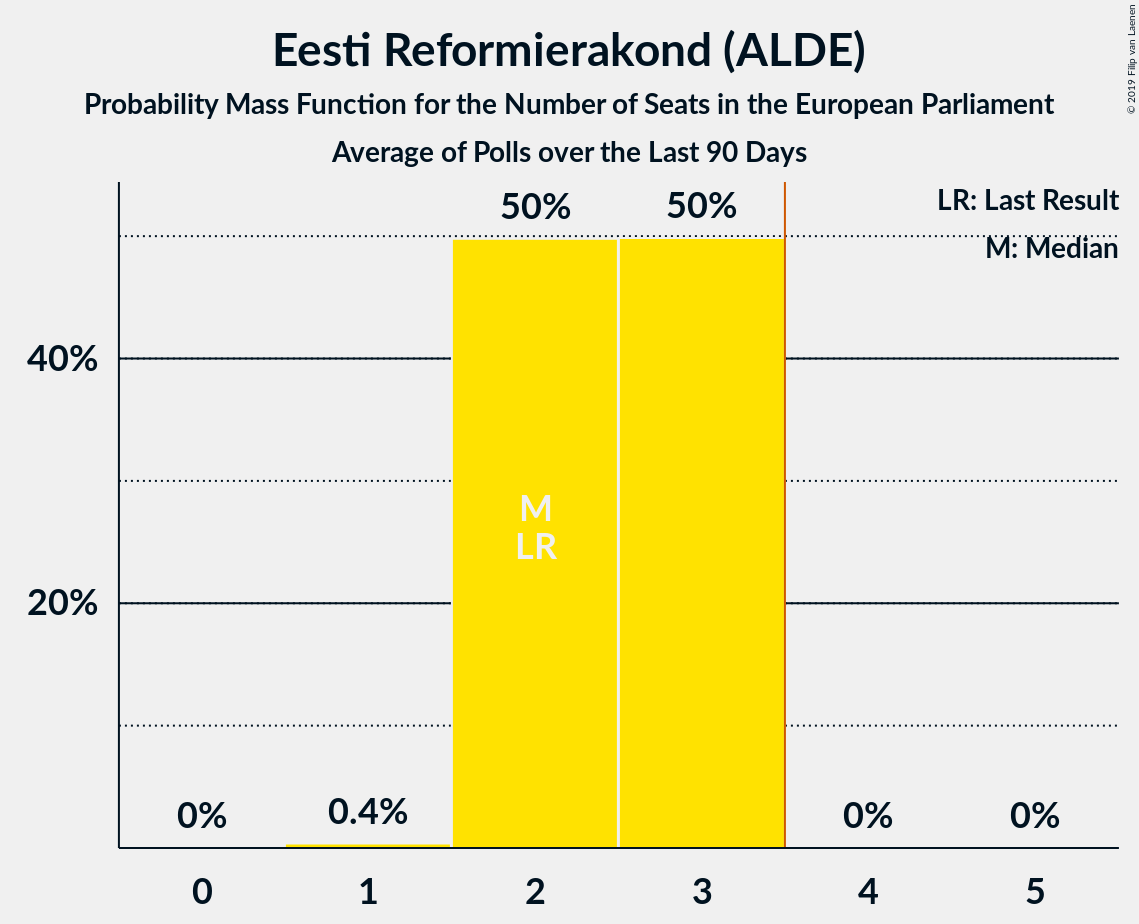 Eesti Reformierakond (ALDE)
Probability Mass Function for the Number of Seats in the European Parliament
Average of Polls over the Last 90 Days
© 2019 Filip van Laenen
LR: Last Result
M: Median
50%
50%
40%
M
LR
20%
0%
0.4%
0%
0%
0
1
2
3
4
5